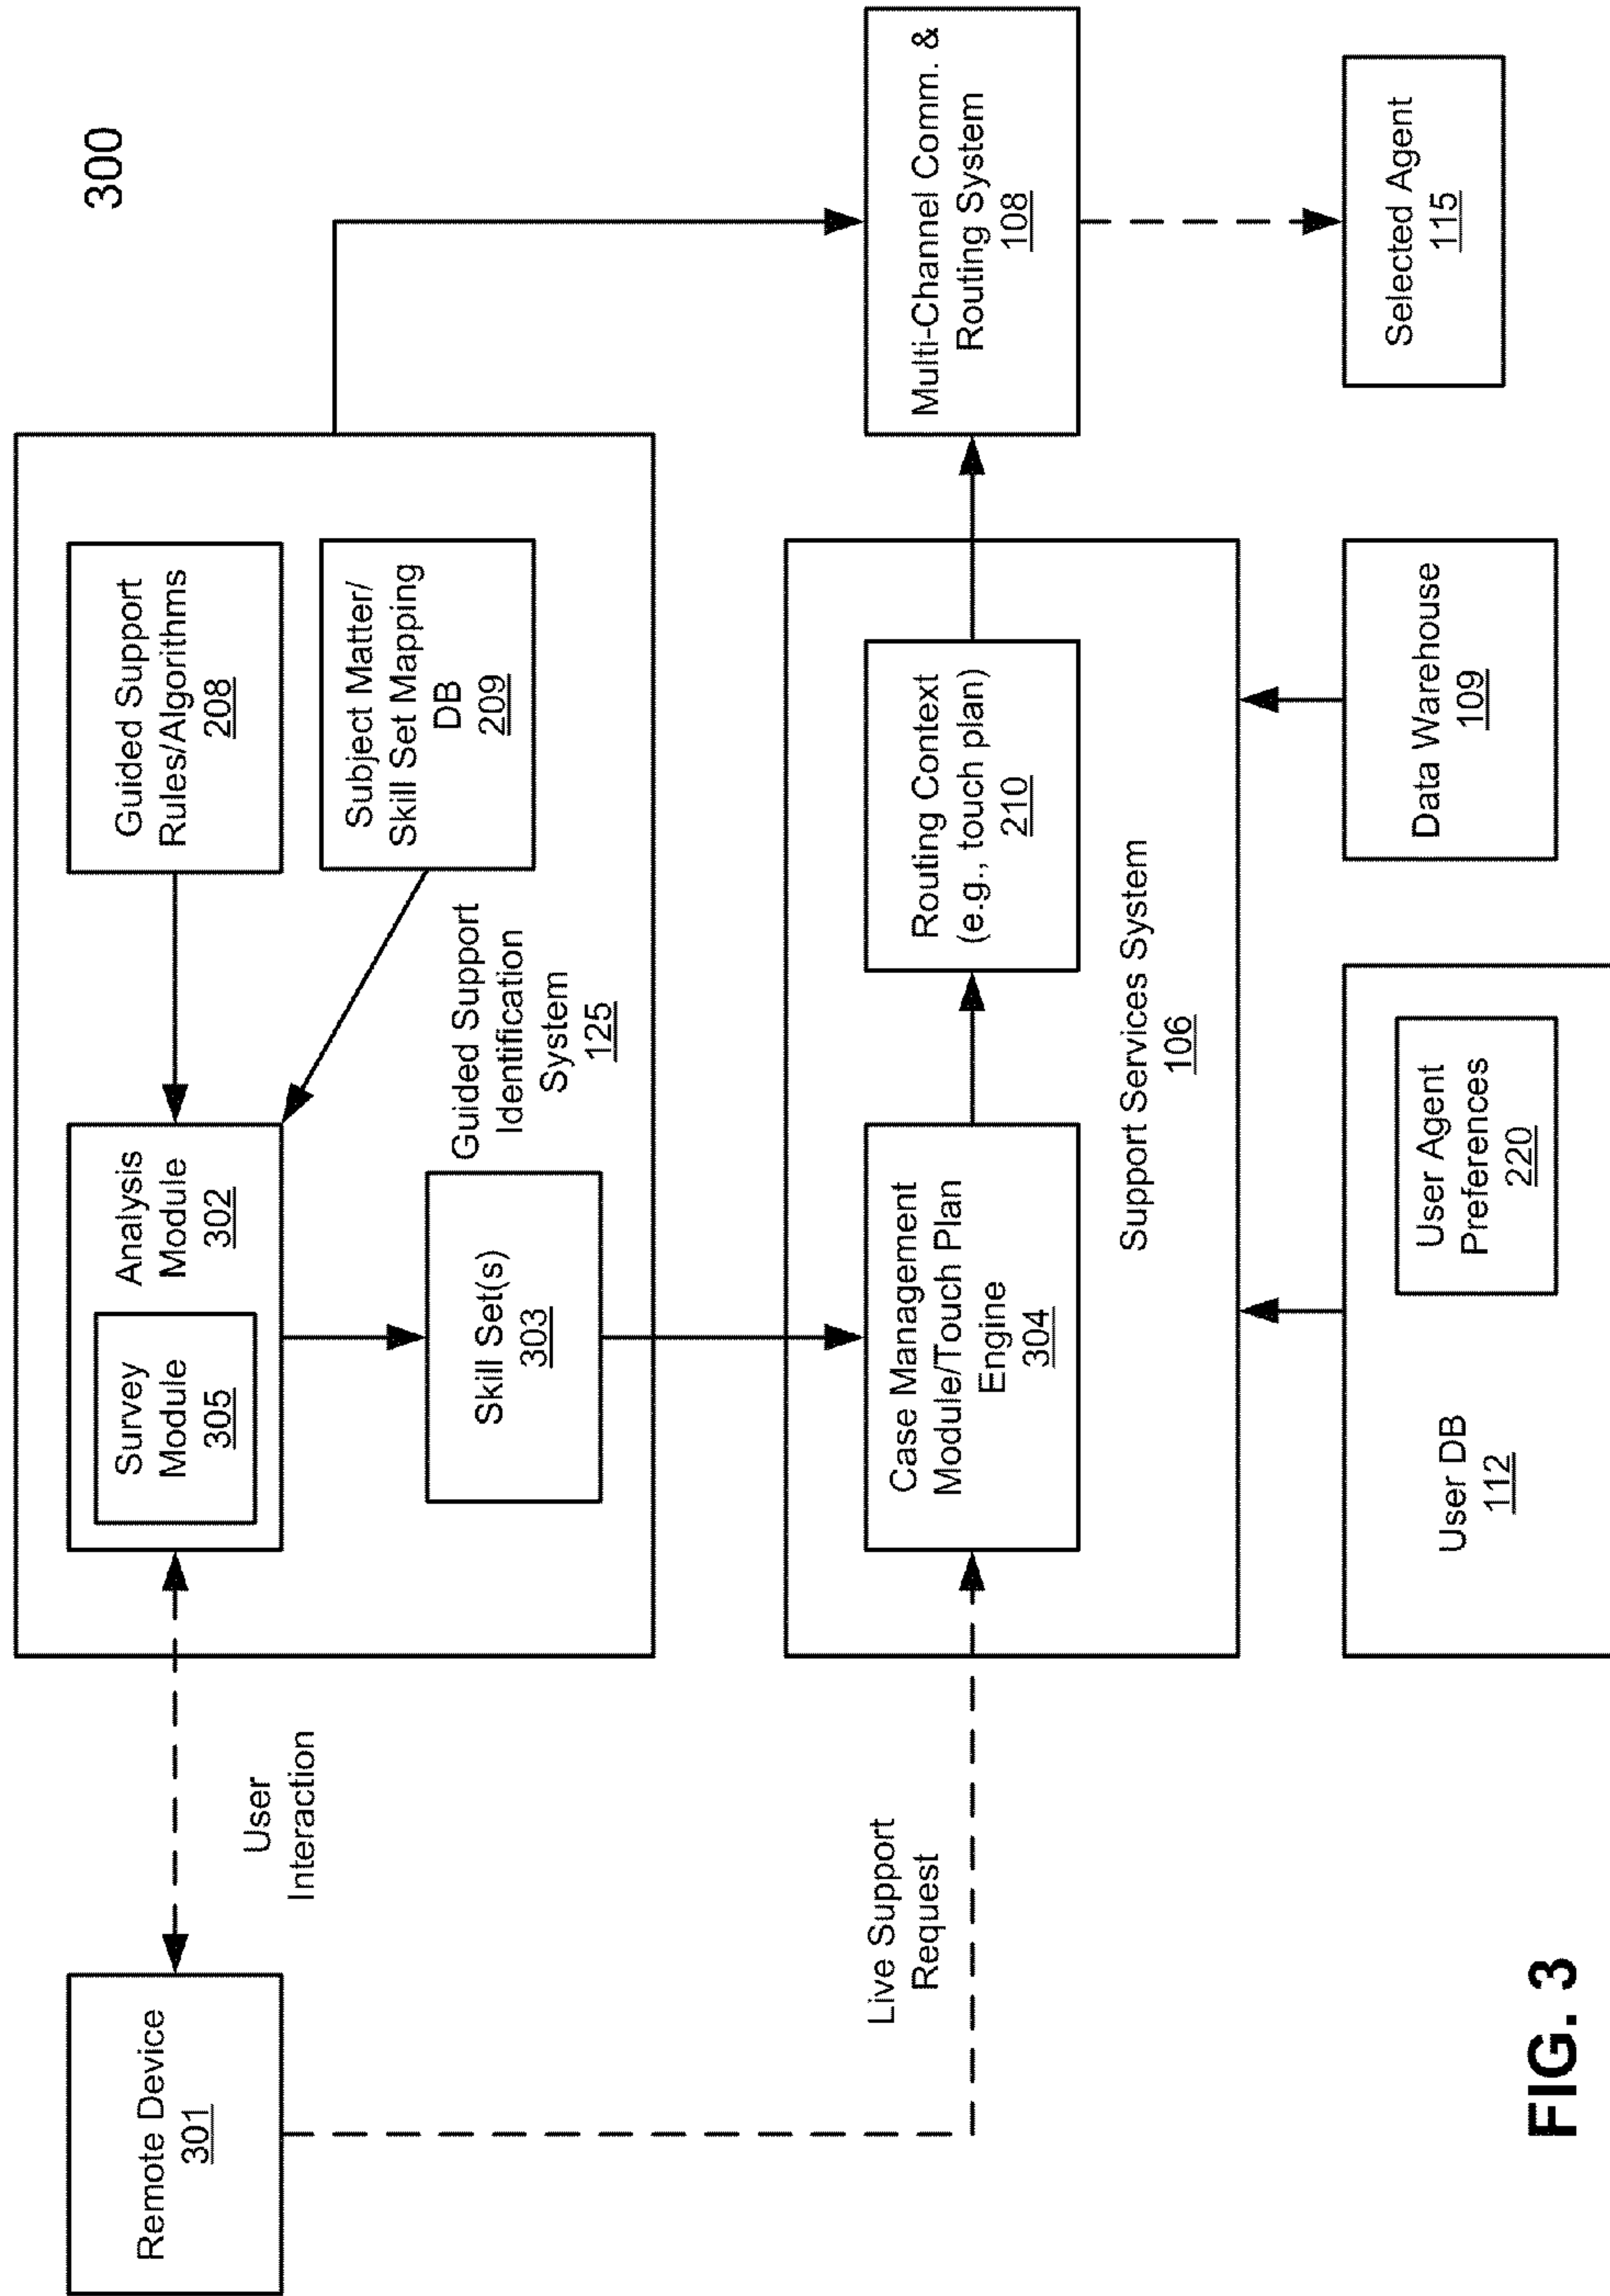 300
Remote Device
301
User
Interaction
Survey
Module
305
Analysis
Module
302
Guided Support
Rules/Algorithms
208
Subject Matter/
Skill Set Mapping
DB
209
Skill Set(s)
303
Guided Support
Identification
System
125
Live Support
Request
Case Management
Module/Touch Plan
Engine
304
Routing Context
(e.g., touch plan)
210
Support Services System
106
Multi-Channel Comm. &
Routing System
108
User DB
112
User Agent
Preferences
220
Data Warehouse
109
Selected Agent
115
FIG. 3